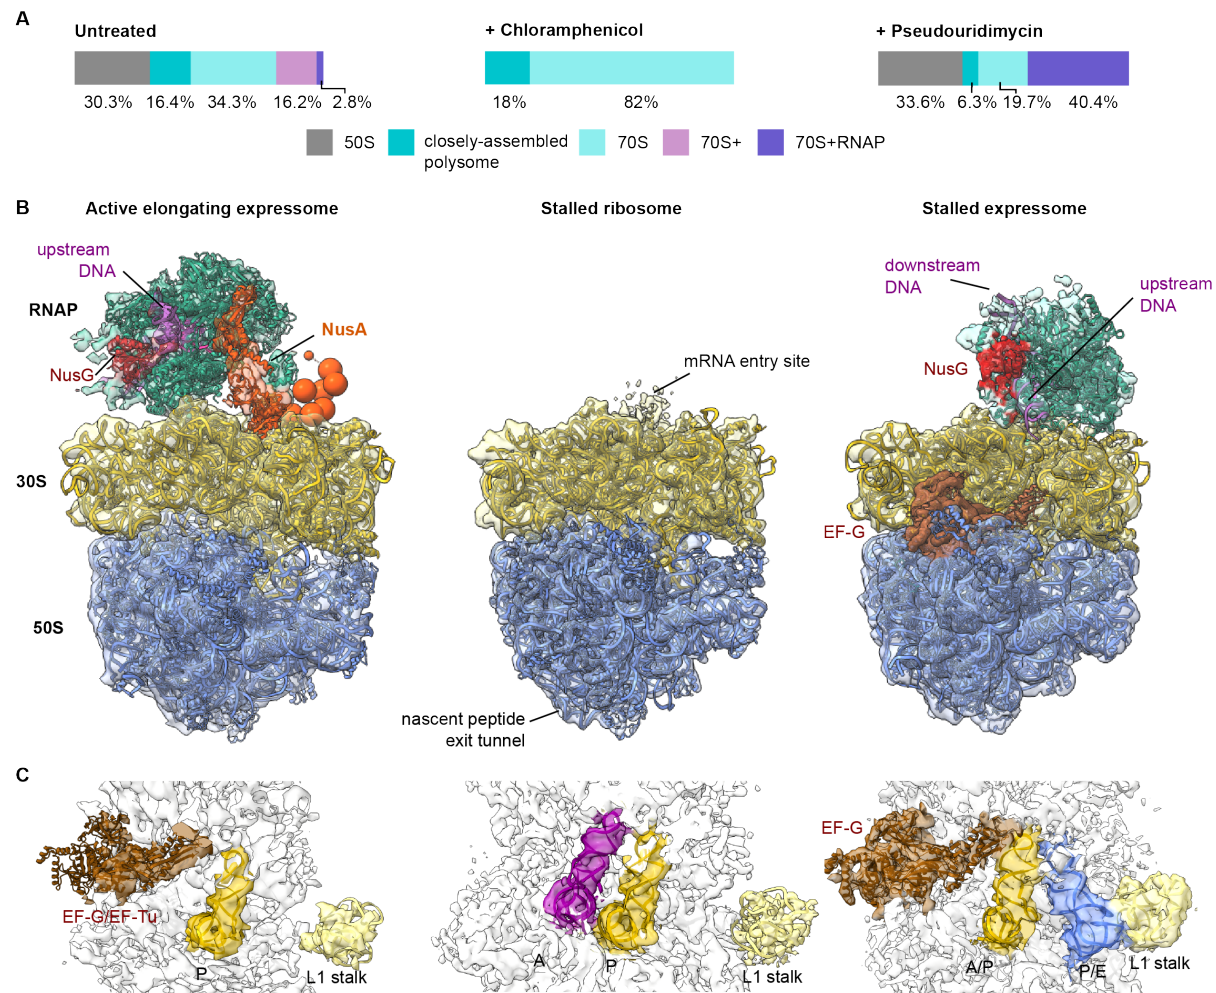 A
Untreated
+ Chloramphenicol
+ Pseudouridimycin
30.3% 16.4% 34.3% 16.2% 2.8%
18% 82%
33.6% 6.3% 19.7% 40.4%
50S
closely-assembled
polysome
70S
70S+
70S+RNAP
B
Active elongating expressome
Stalled ribosome
Stalled expressome
upstream
DNA
RNAP
NusA
NusG
mRNA entry site
downstream
DNA
upstream
DNA
NusG
30S
EF-G
50S
nascent peptide
exit tunnel
C
EF-G/EF-Tu
P
L1 stalk
A
P
L1 stalk
EF-G
A/P
P/E
L1 stalk